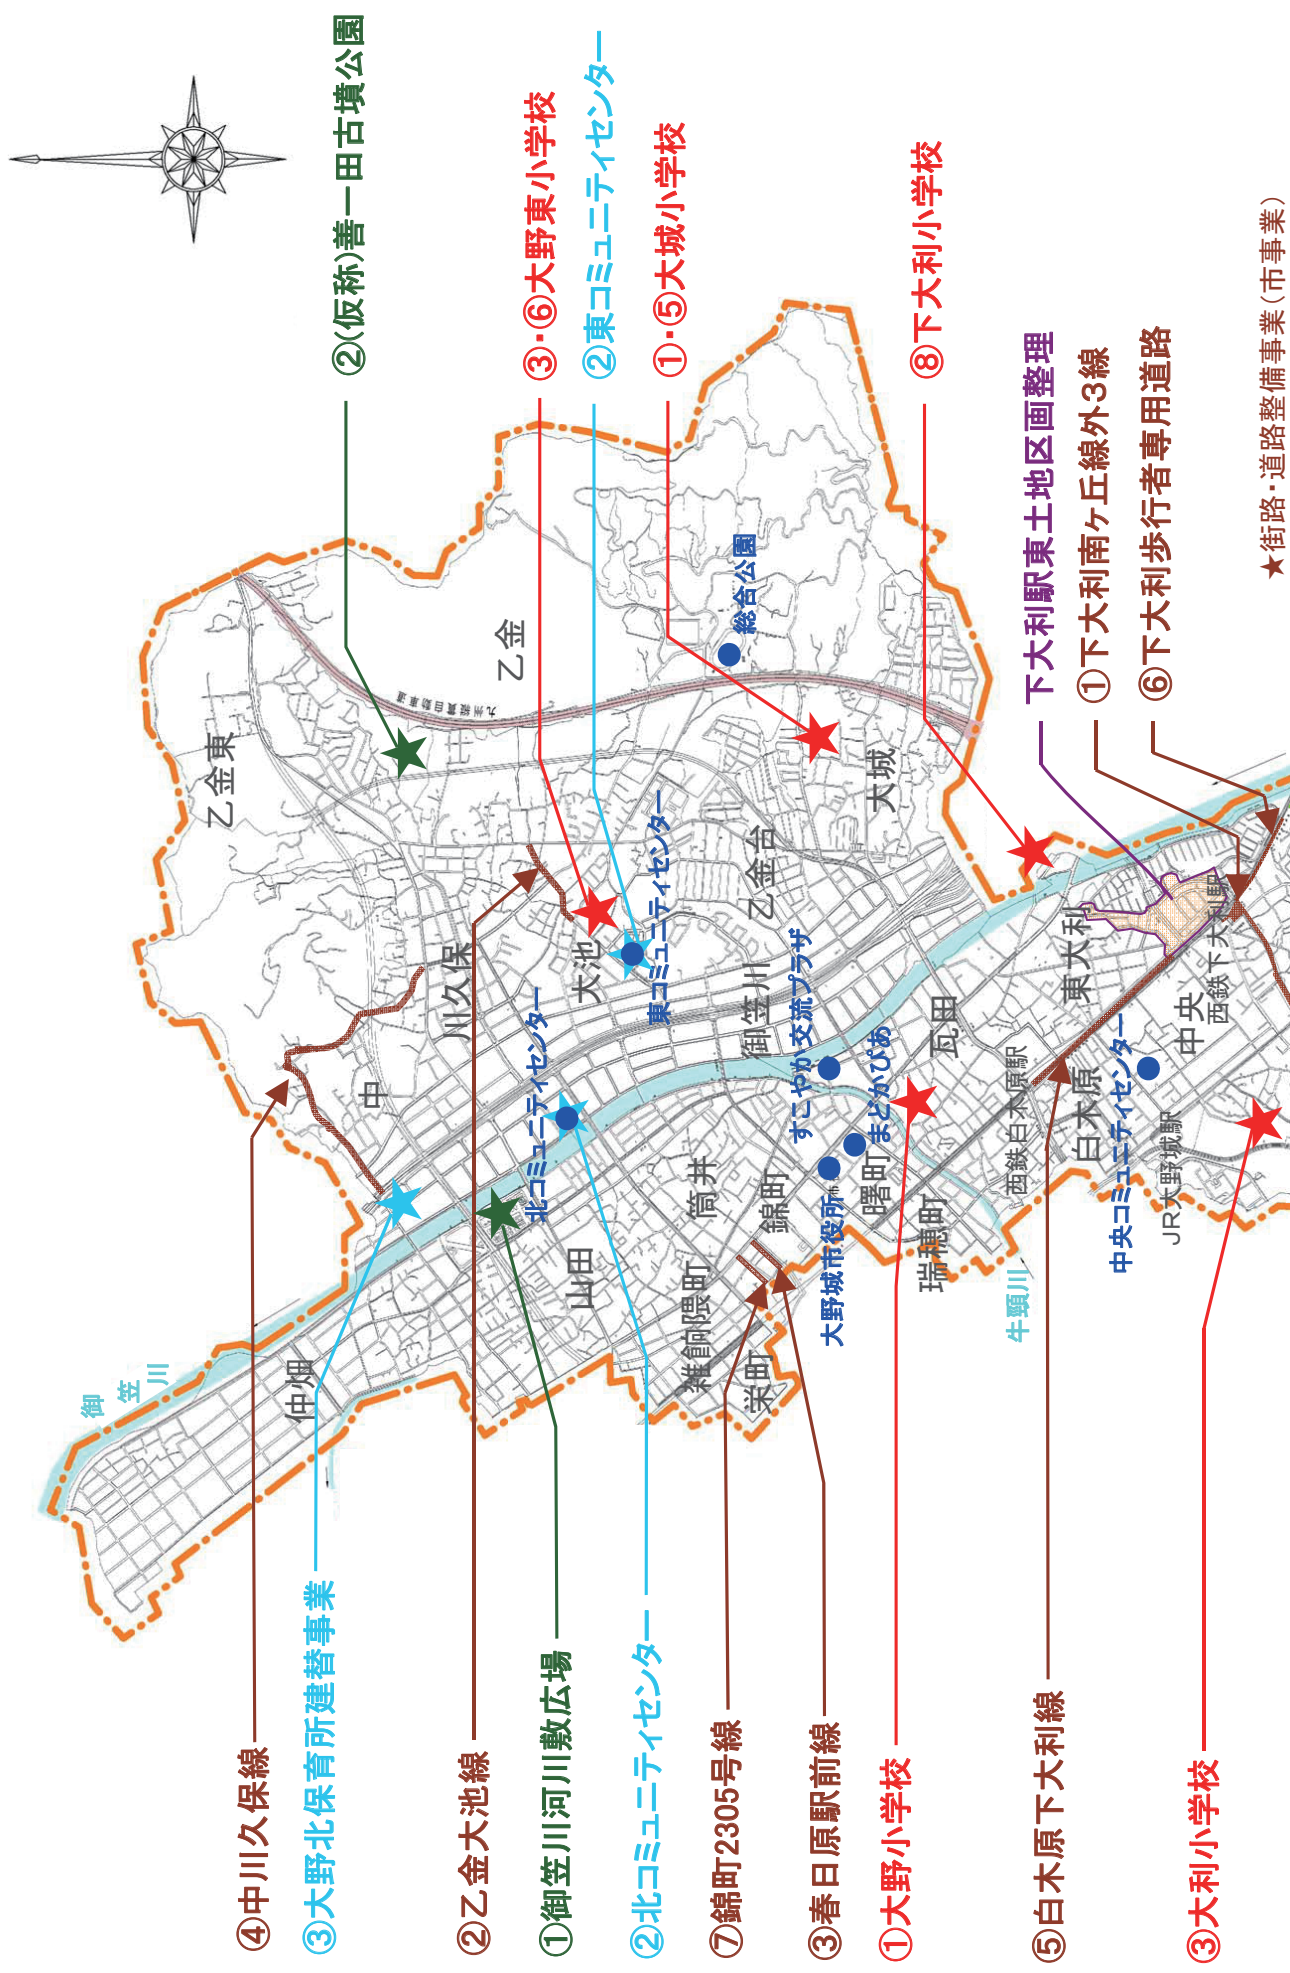 ②(仮称)善一田古墳公園
③・⑥大野東小学校
②東コミュニティセンター
①・⑤大城小学校
⑧下大利小学校
下大利駅東土地区画整理
①下大利南ヶ丘線外3線
⑥下大利歩行者専用道路
★街路・道路整備事業(市事業)
乙金東
乙金
九州縦貫自動車道
総合公園
大城
川久保
大池
東コミュニティセンター
乙金台
中
北コミュニティセンター
御笠川
すこやか交流プラザ
まどかぴあ
瓦田
東大利
西鉄下大利駅
中央
西鉄白木原駅
白木原
中央コミュニティセンター
JR大野城駅
筒井
錦町
大野城市役所
曙町
瑞穂町
山田
雑餉隈町
栄町
牛頸川
仲畑
御笠川
④中川久保線
③大野北保育所建替事業
②乙金大池線
①御笠川河川敷広場
②北コミュニティセンター
⑦錦町2305号線
③春日原駅前線
①大野小学校
⑤白木原下大利線
③大利小学校